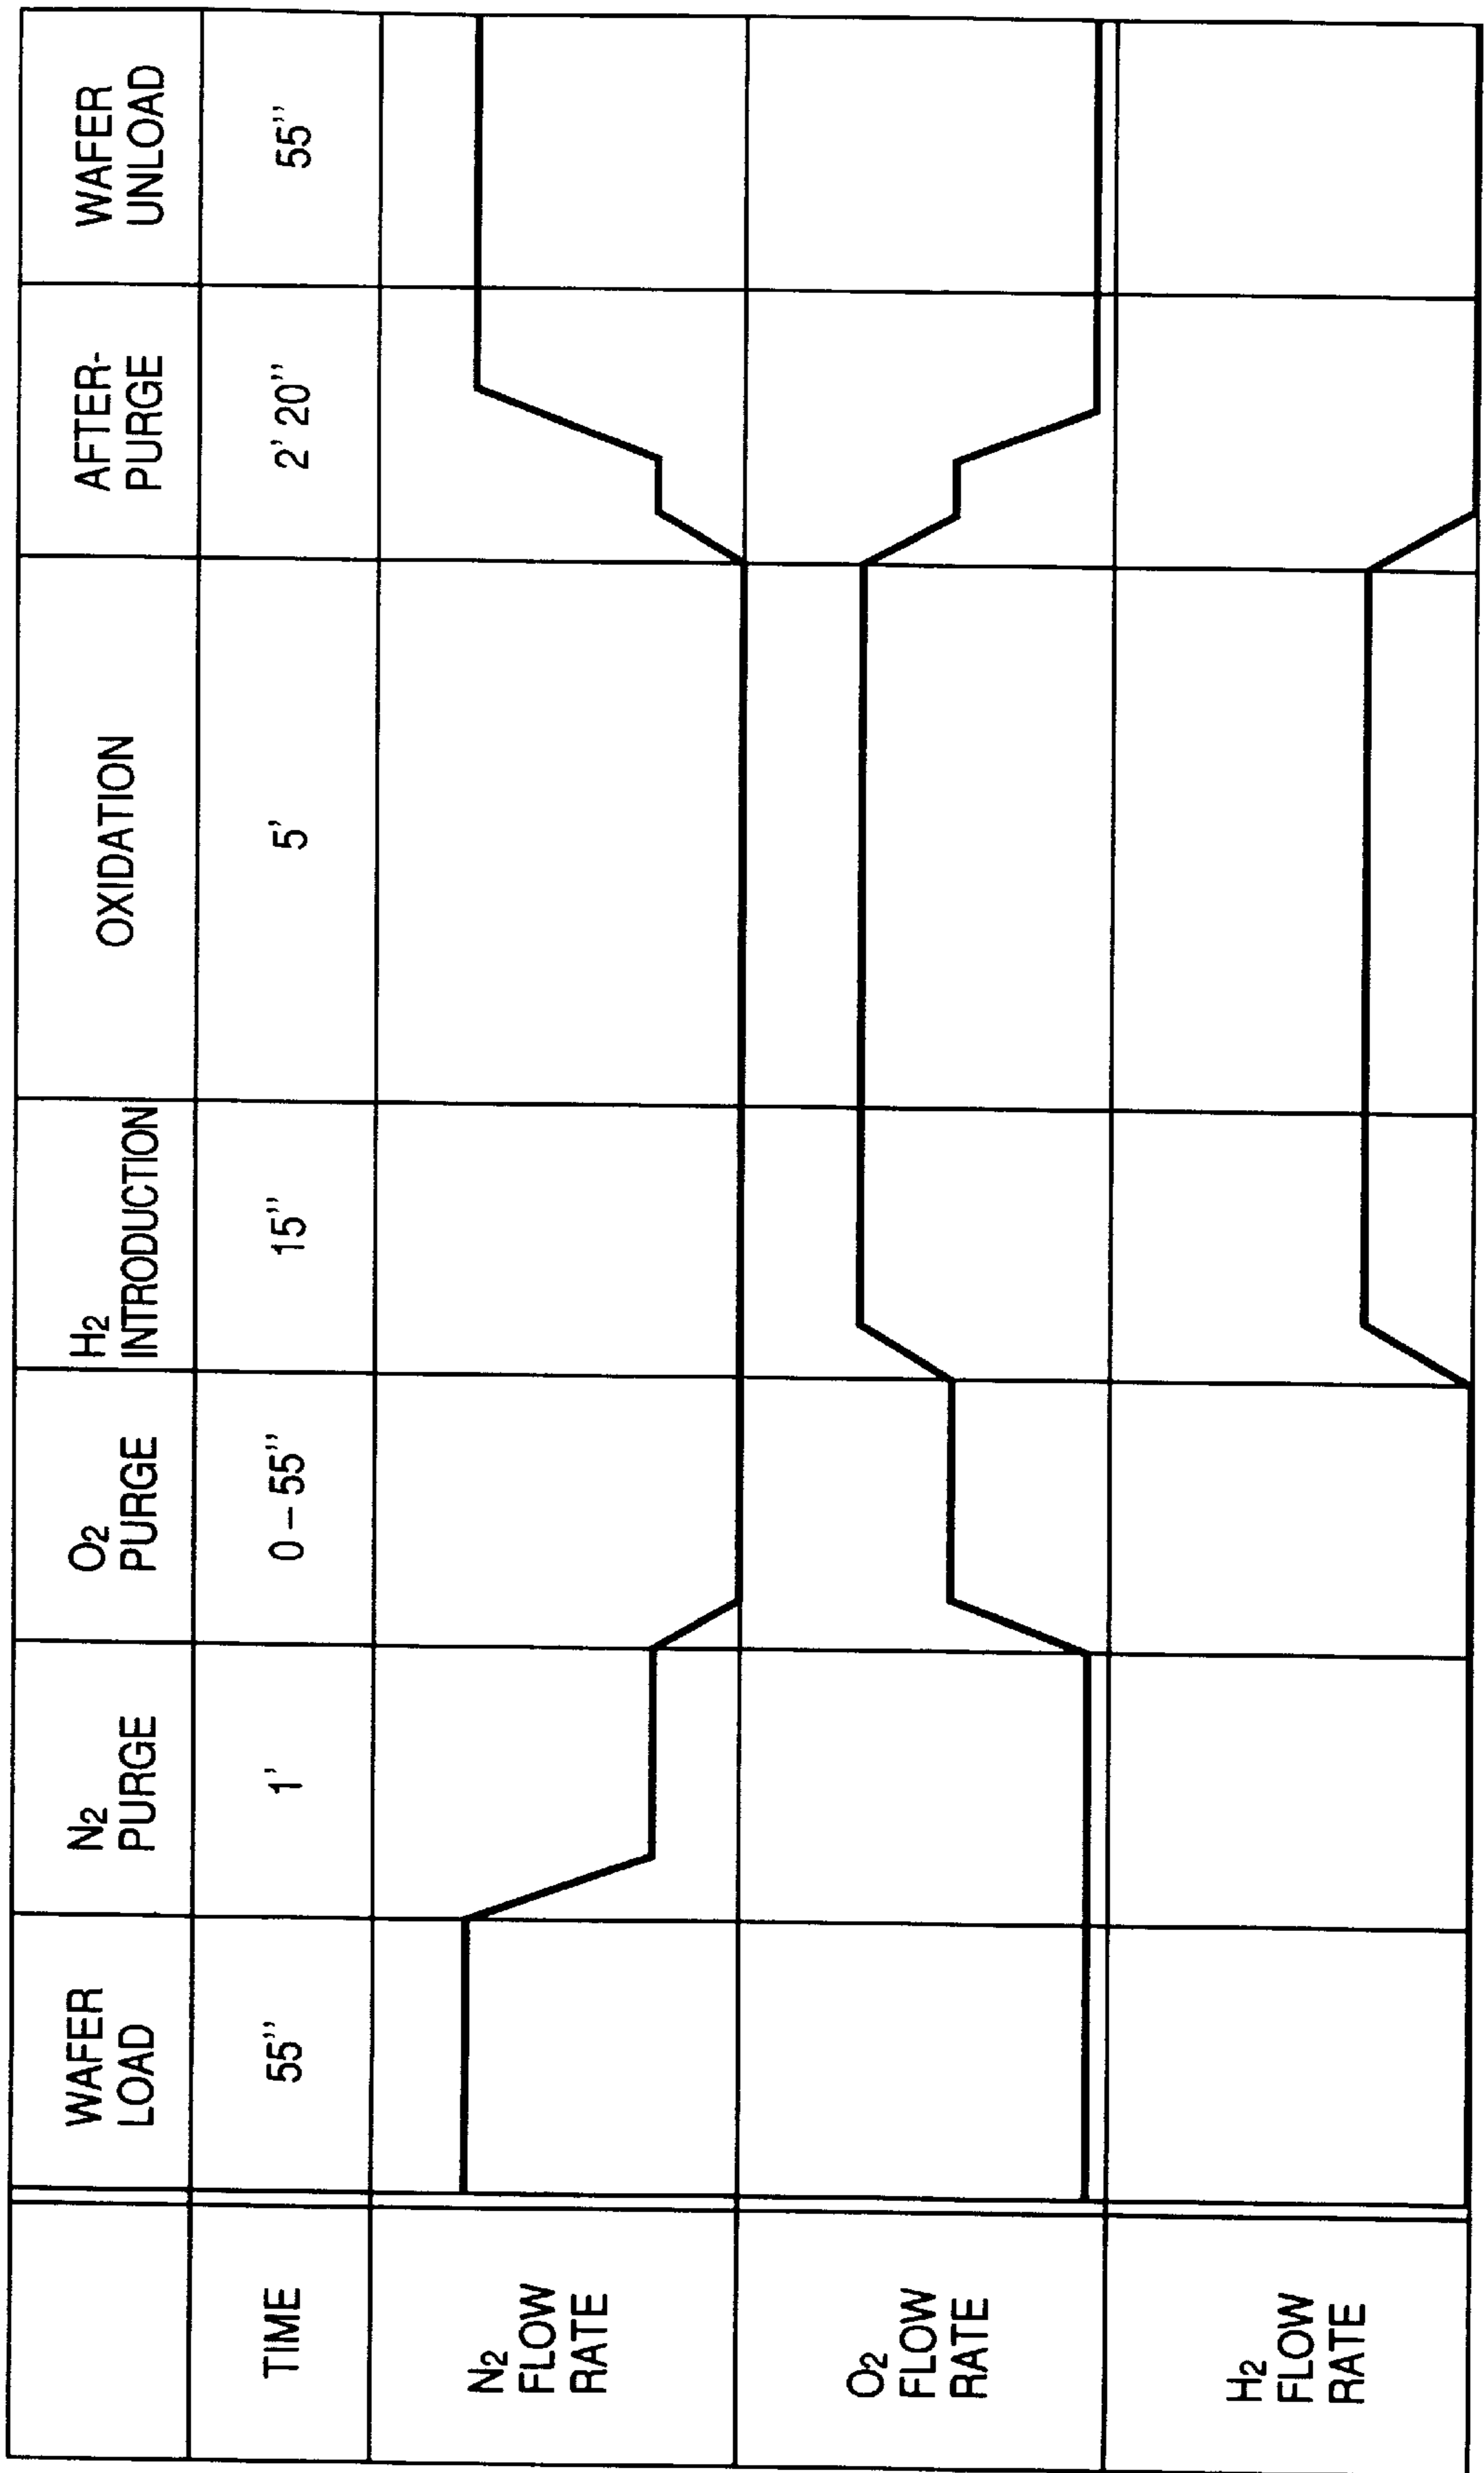 WAFER
LOAD
N2
PURGE
O2
PURGE
H2
INTRODUCTION
OXIDATION
AFTER-
PURGE
WAFER
UNLOAD
TIME
55"
1'
0 – 55"
15"
5'
2' 20"
55"
N2
FLOW
RATE
O2
FLOW
RATE
H2
FLOW
RATE